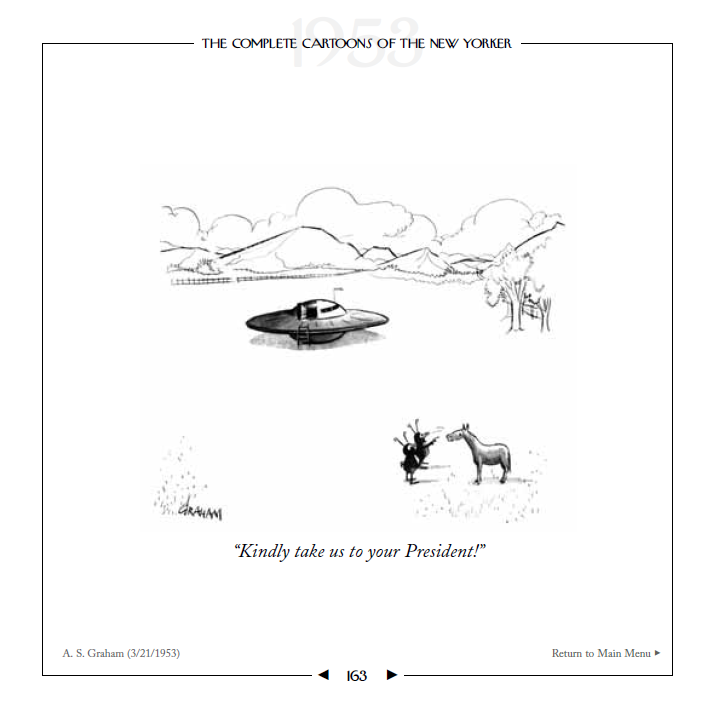 1953
THE COMPLETE CARTOONS OF THE NEW YORKER
GRAHAM
“Kindly take us to your President!”
A. S. Graham (3/21/1953)
Return to Main Menu ►
◄ 163 ►